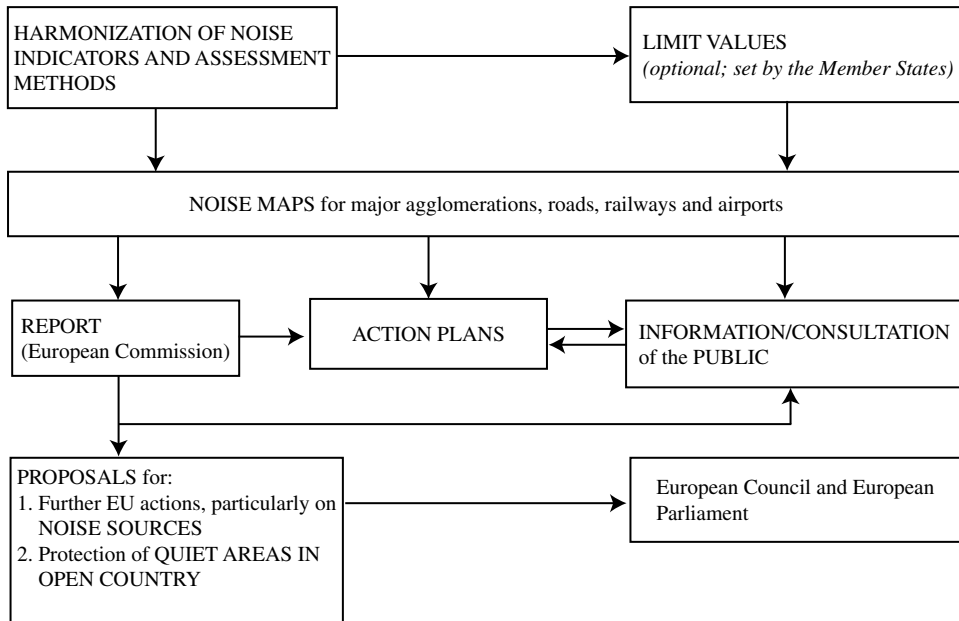 HARMONIZATION OF NOISE
INDICATORS AND ASSESSMENT
METHODS
LIMIT VALUES
(optional; set by the Member States)
NOISE MAPS for major agglomerations, roads, railways and airports
REPORT
(European Commission)
ACTION PLANS
INFORMATION/CONSULTATION
of the PUBLIC
PROPOSALS for:
1. Further EU actions, particularly on
NOISE SOURCES
2. Protection of QUIET AREAS IN
OPEN COUNTRY
European Council and European
Parliament